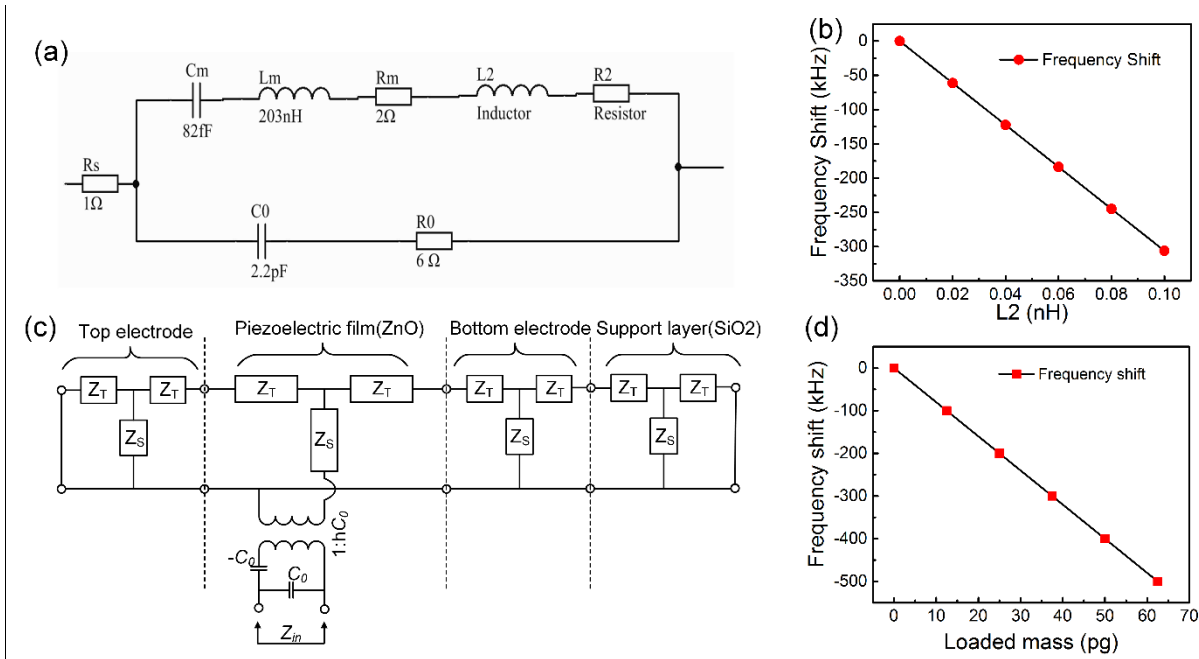 (a)
Cm
82fF
Lm
203nH
Rm
2Ω
L2
Inductor
R2
Resistor
Rs
1Ω
C0
2.2pF
R0
6 Ω
(b)
Frequency Shift (kHz)
0
-50
-100
-150
-200
-250
-300
-350
Frequency Shift
0.00 0.02 0.04 0.06 0.08 0.10
L2 (nH)
(c)
Top electrode
Piezoelectric film(ZnO)
Bottom electrode
Support layer(SiO2)
ZT ZT ZT ZT ZT ZT ZT ZT
ZS ZS ZS ZS
1:hC0
-C0
C0
Zin
(d)
Frequency shift (kHz)
0
-100
-200
-300
-400
-500
Frequency shift
0 10 20 30 40 50 60 70
Loaded mass (pg)